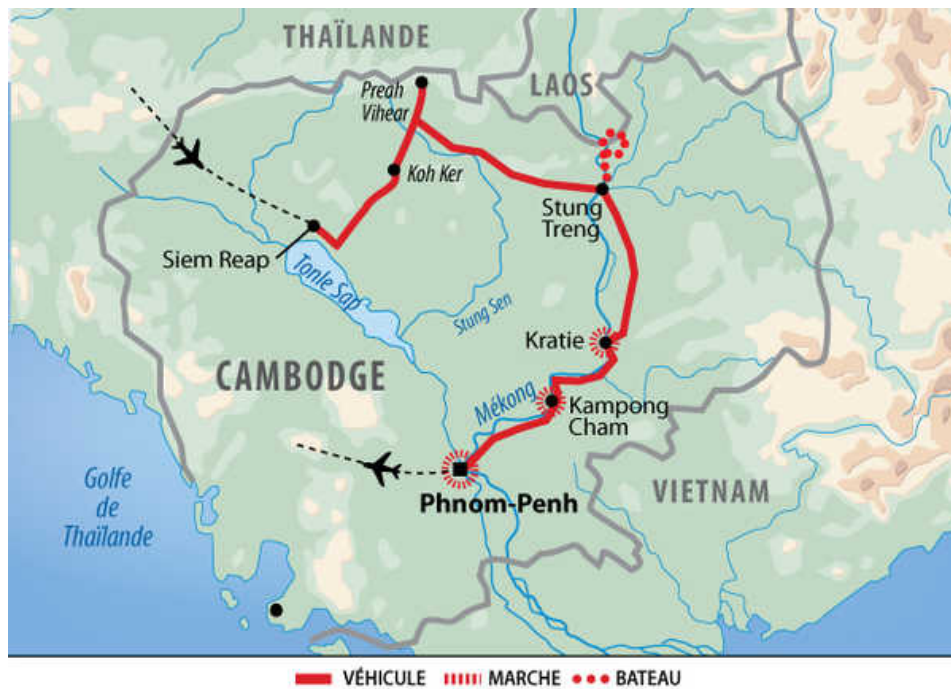 THAÏLANDE
LAOS
Preah
Vihear
Koh Ker
Stung
Treng
Siem Reap
Tonle Sap
Stung Sen
Kratie
CAMBODGE
Mékong
Kampong
Cham
Golfe
de
Thaïlande
Phnom-Penh
VIETNAM
VÉHICULE MARCHE BATEAU